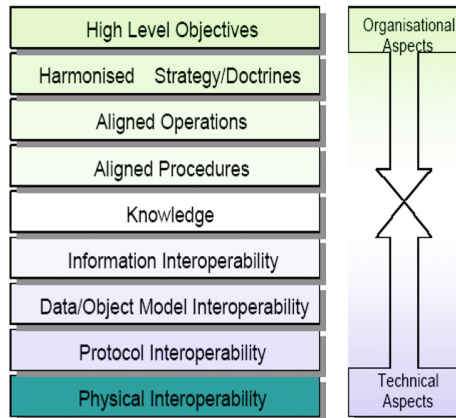 High Level Objectives
Harmonised Strategy/Doctrines
Aligned Operations
Aligned Procedures
Knowledge
Information Interoperability
Data/Object Model Interoperability
Protocol Interoperability
Physical Interoperability
Organisational
Aspects
Technical
Aspects